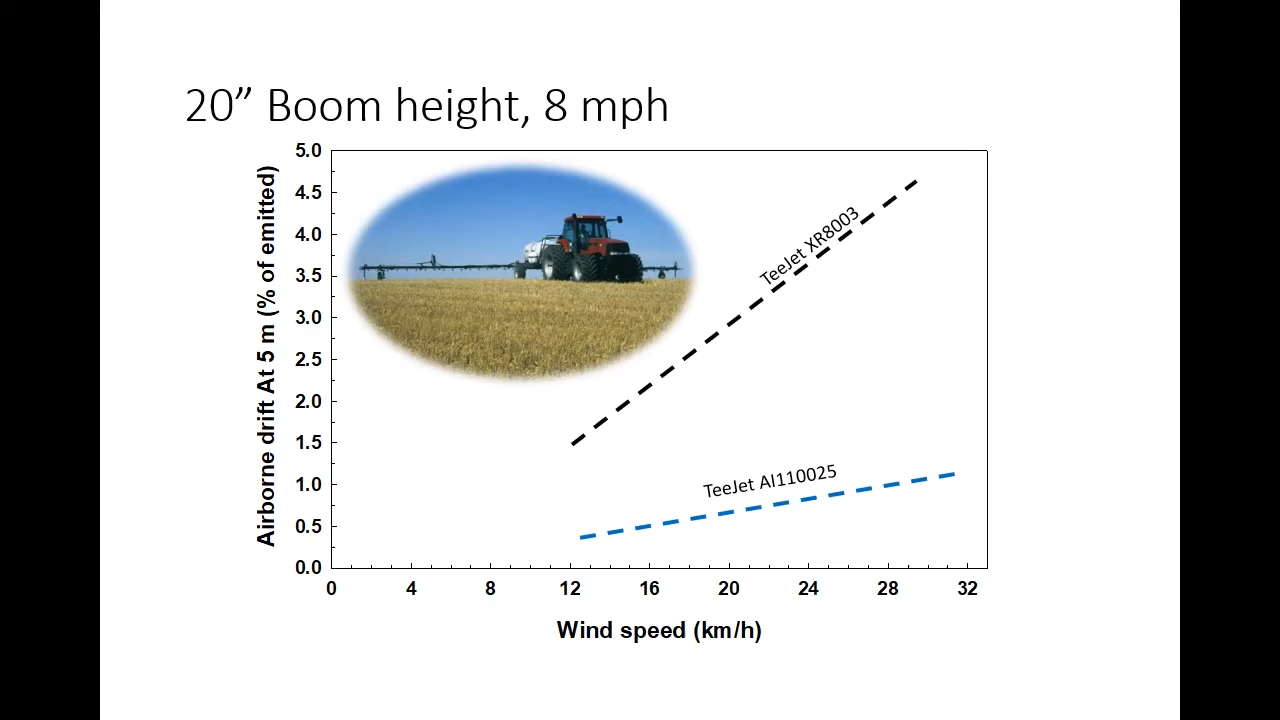 20” Boom height, 8 mph
Airborne drift At 5 m (% of emitted)
5.0
4.5
4.0
3.5
3.0
2.5
2.0
1.5
1.0
0.5
0.0
TeeJet XR8003
TeeJet AI110025
0 4 8 12 16 20 24 28 32
Wind speed (km/h)